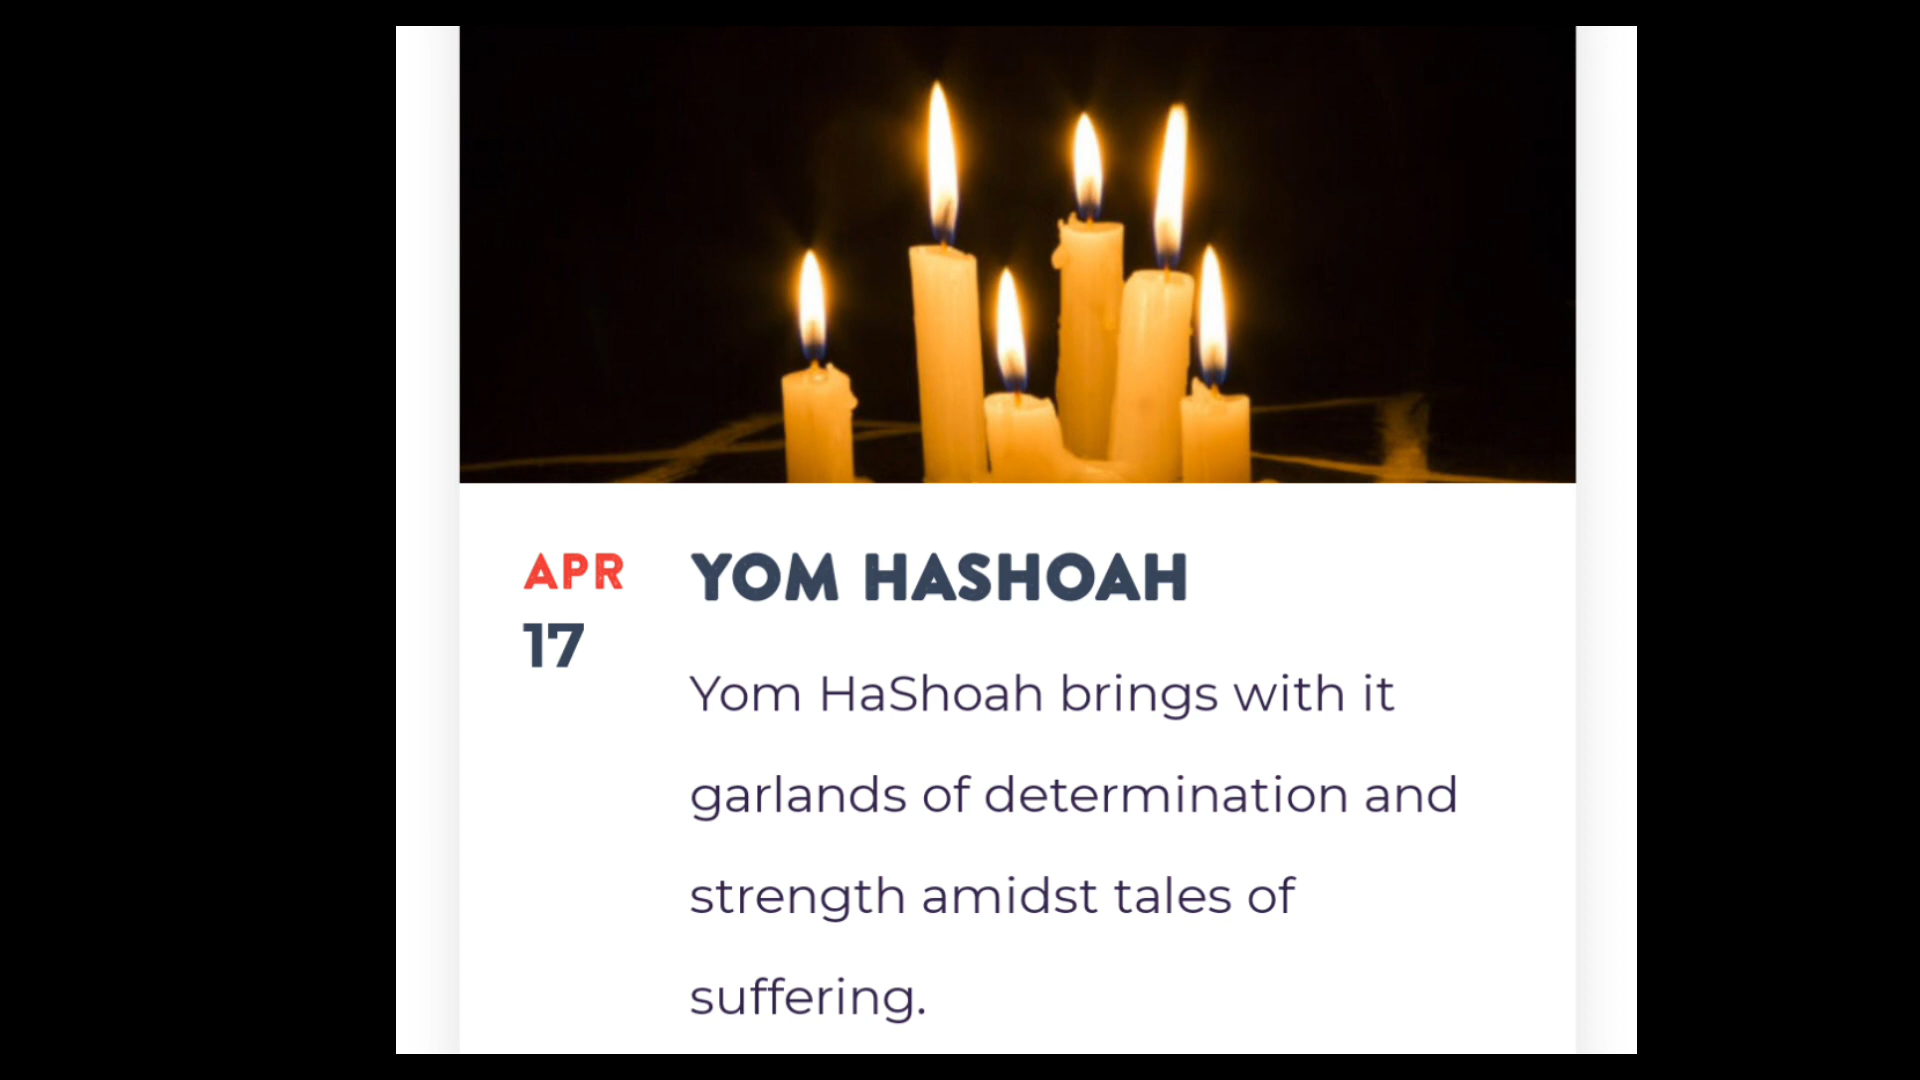 APR
17
YOM HASHOAH
Yom HaShoah brings with it
garlands of determination and
strength amidst tales of
suffering.